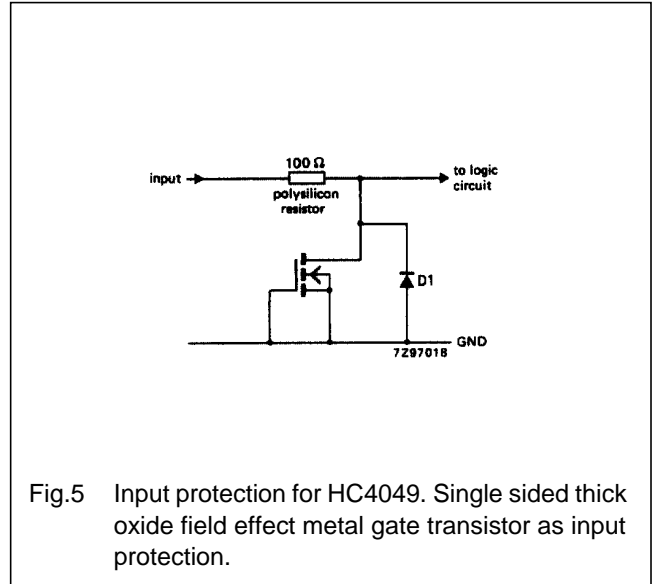 100 Ω
input
to logic
circuit
polysilicon
resistor
D1
GND
7Z97018
Fig.5 Input protection for HC4049. Single sided thick
oxide field effect metal gate transistor as input
protection.